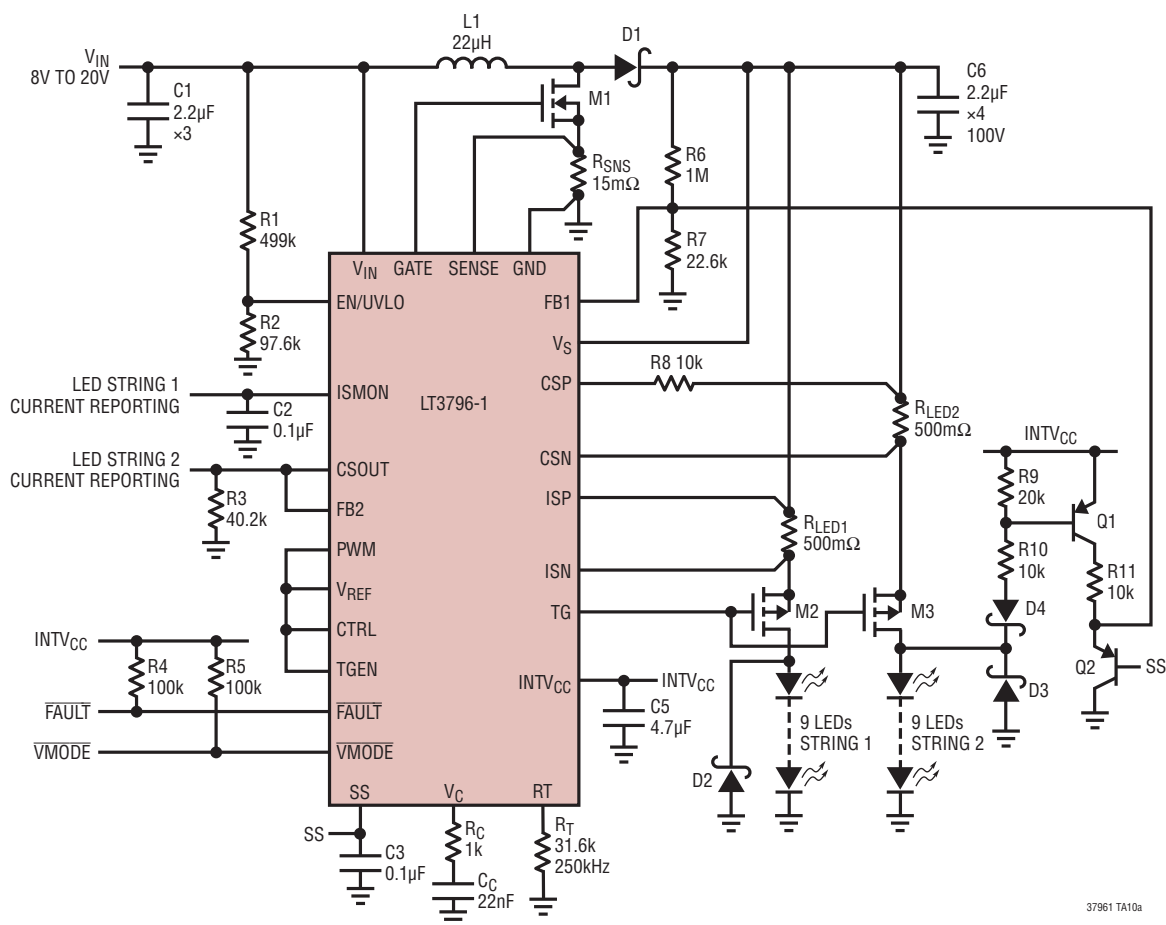 L1
22µH
D1
VIN
8V TO 20V
C1
2.2µF
×3
M1
C6
2.2µF
×4
100V
RSNS
15mΩ
R6
1M
R1
499k
R7
22.6k
VIN GATE SENSE GND
EN/UVLO
FB1
R2
97.6k
VS
R8 10k
CSP
LED STRING 1
CURRENT REPORTING
ISMON
LT3796-1
C2
0.1µF
RLED2
500mΩ
INTVCC
CSN
LED STRING 2
CURRENT REPORTING
CSOUT
R9
20k
R3
40.2k
FB2
ISP
Q1
RLED1
500mΩ
PWM
R10
10k
ISN
R11
10k
VREF
TG
M2
M3
D4
CTRL
INTVCC
R4
100k
R5
100k
TGEN
Q2
SS
INTVCC
INTVCC
D3
FAULT
FAULT
C5
4.7µF
9 LEDs
STRING 1
9 LEDs
STRING 2
VMODE
VMODE
D2
SS VC RT
SS
C3
0.1µF
RC
1k
CC
22nF
RT
31.6k
250kHz
37961 TA10a